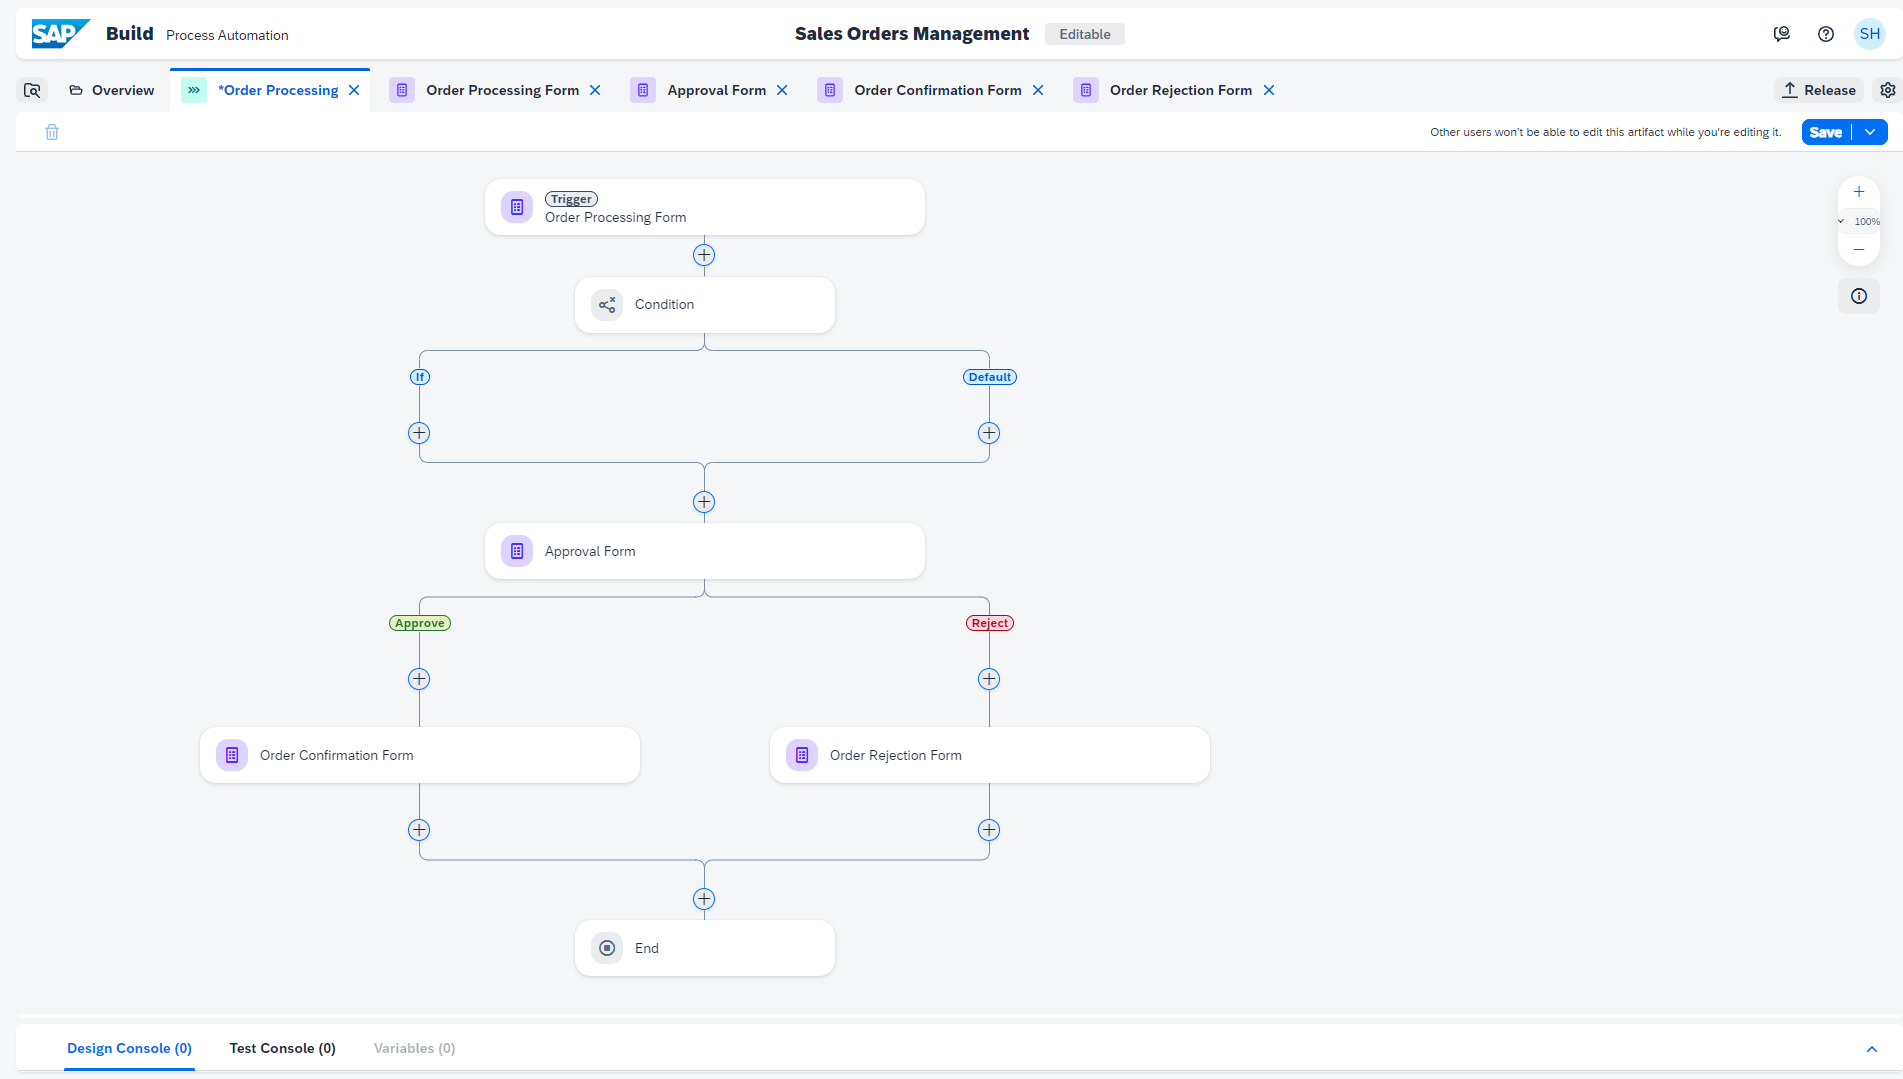 SAP Build Process Automation Sales Orders Management Editable SH
Overview *Order Processing Order Processing Form Approval Form Order Confirmation Form Order Rejection Form Release
Other users won't be able to edit this artifact while you're editing it. Save
Trigger
Order Processing Form
100%
Condition
If Default
Approval Form
Approve Reject
Order Confirmation Form Order Rejection Form
End
Design Console (0) Test Console (0) Variables (0)